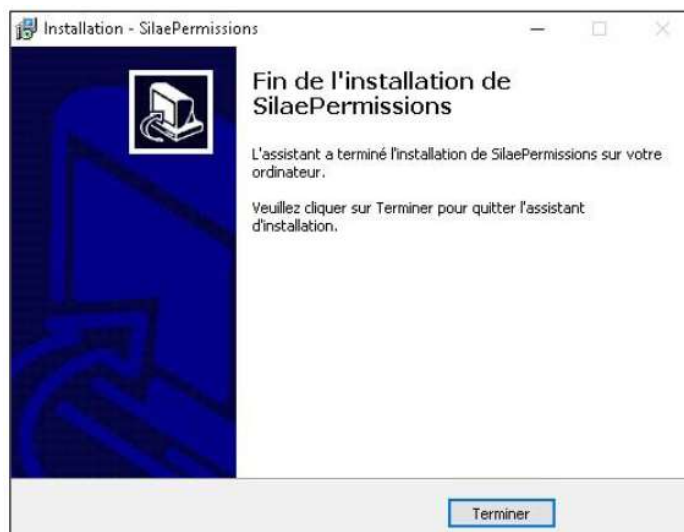 Installation - SilaePermissions
Fin de l'installation de
SilaePermissions
L'assistant a terminé l'installation de SilaePermissions sur votre
ordinateur.
Veuillez cliquer sur Terminer pour quitter l'assistant
d'installation.
Terminer